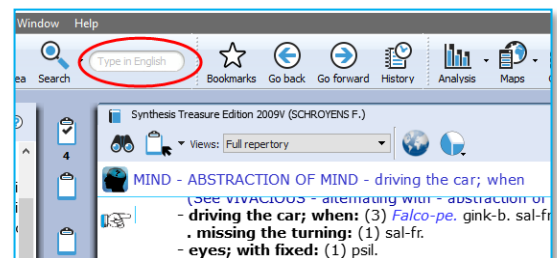 Window Help
Type in English
ea Search Bookmarks Go back Go forward History Analysis Maps
Synthesis Treasure Edition 2009V (SCHROYENS F.)
Views: Full repertory
4
MIND - ABSTRACTION OF MIND - driving the car; when
(See VIVACIOUS - alternating with - abstraction of
- driving the car; when: (3) Falco-pe. gink-b. sal-fr
. missing the turning: (1) sal-fr.
- eyes; with fixed: (1) psil.